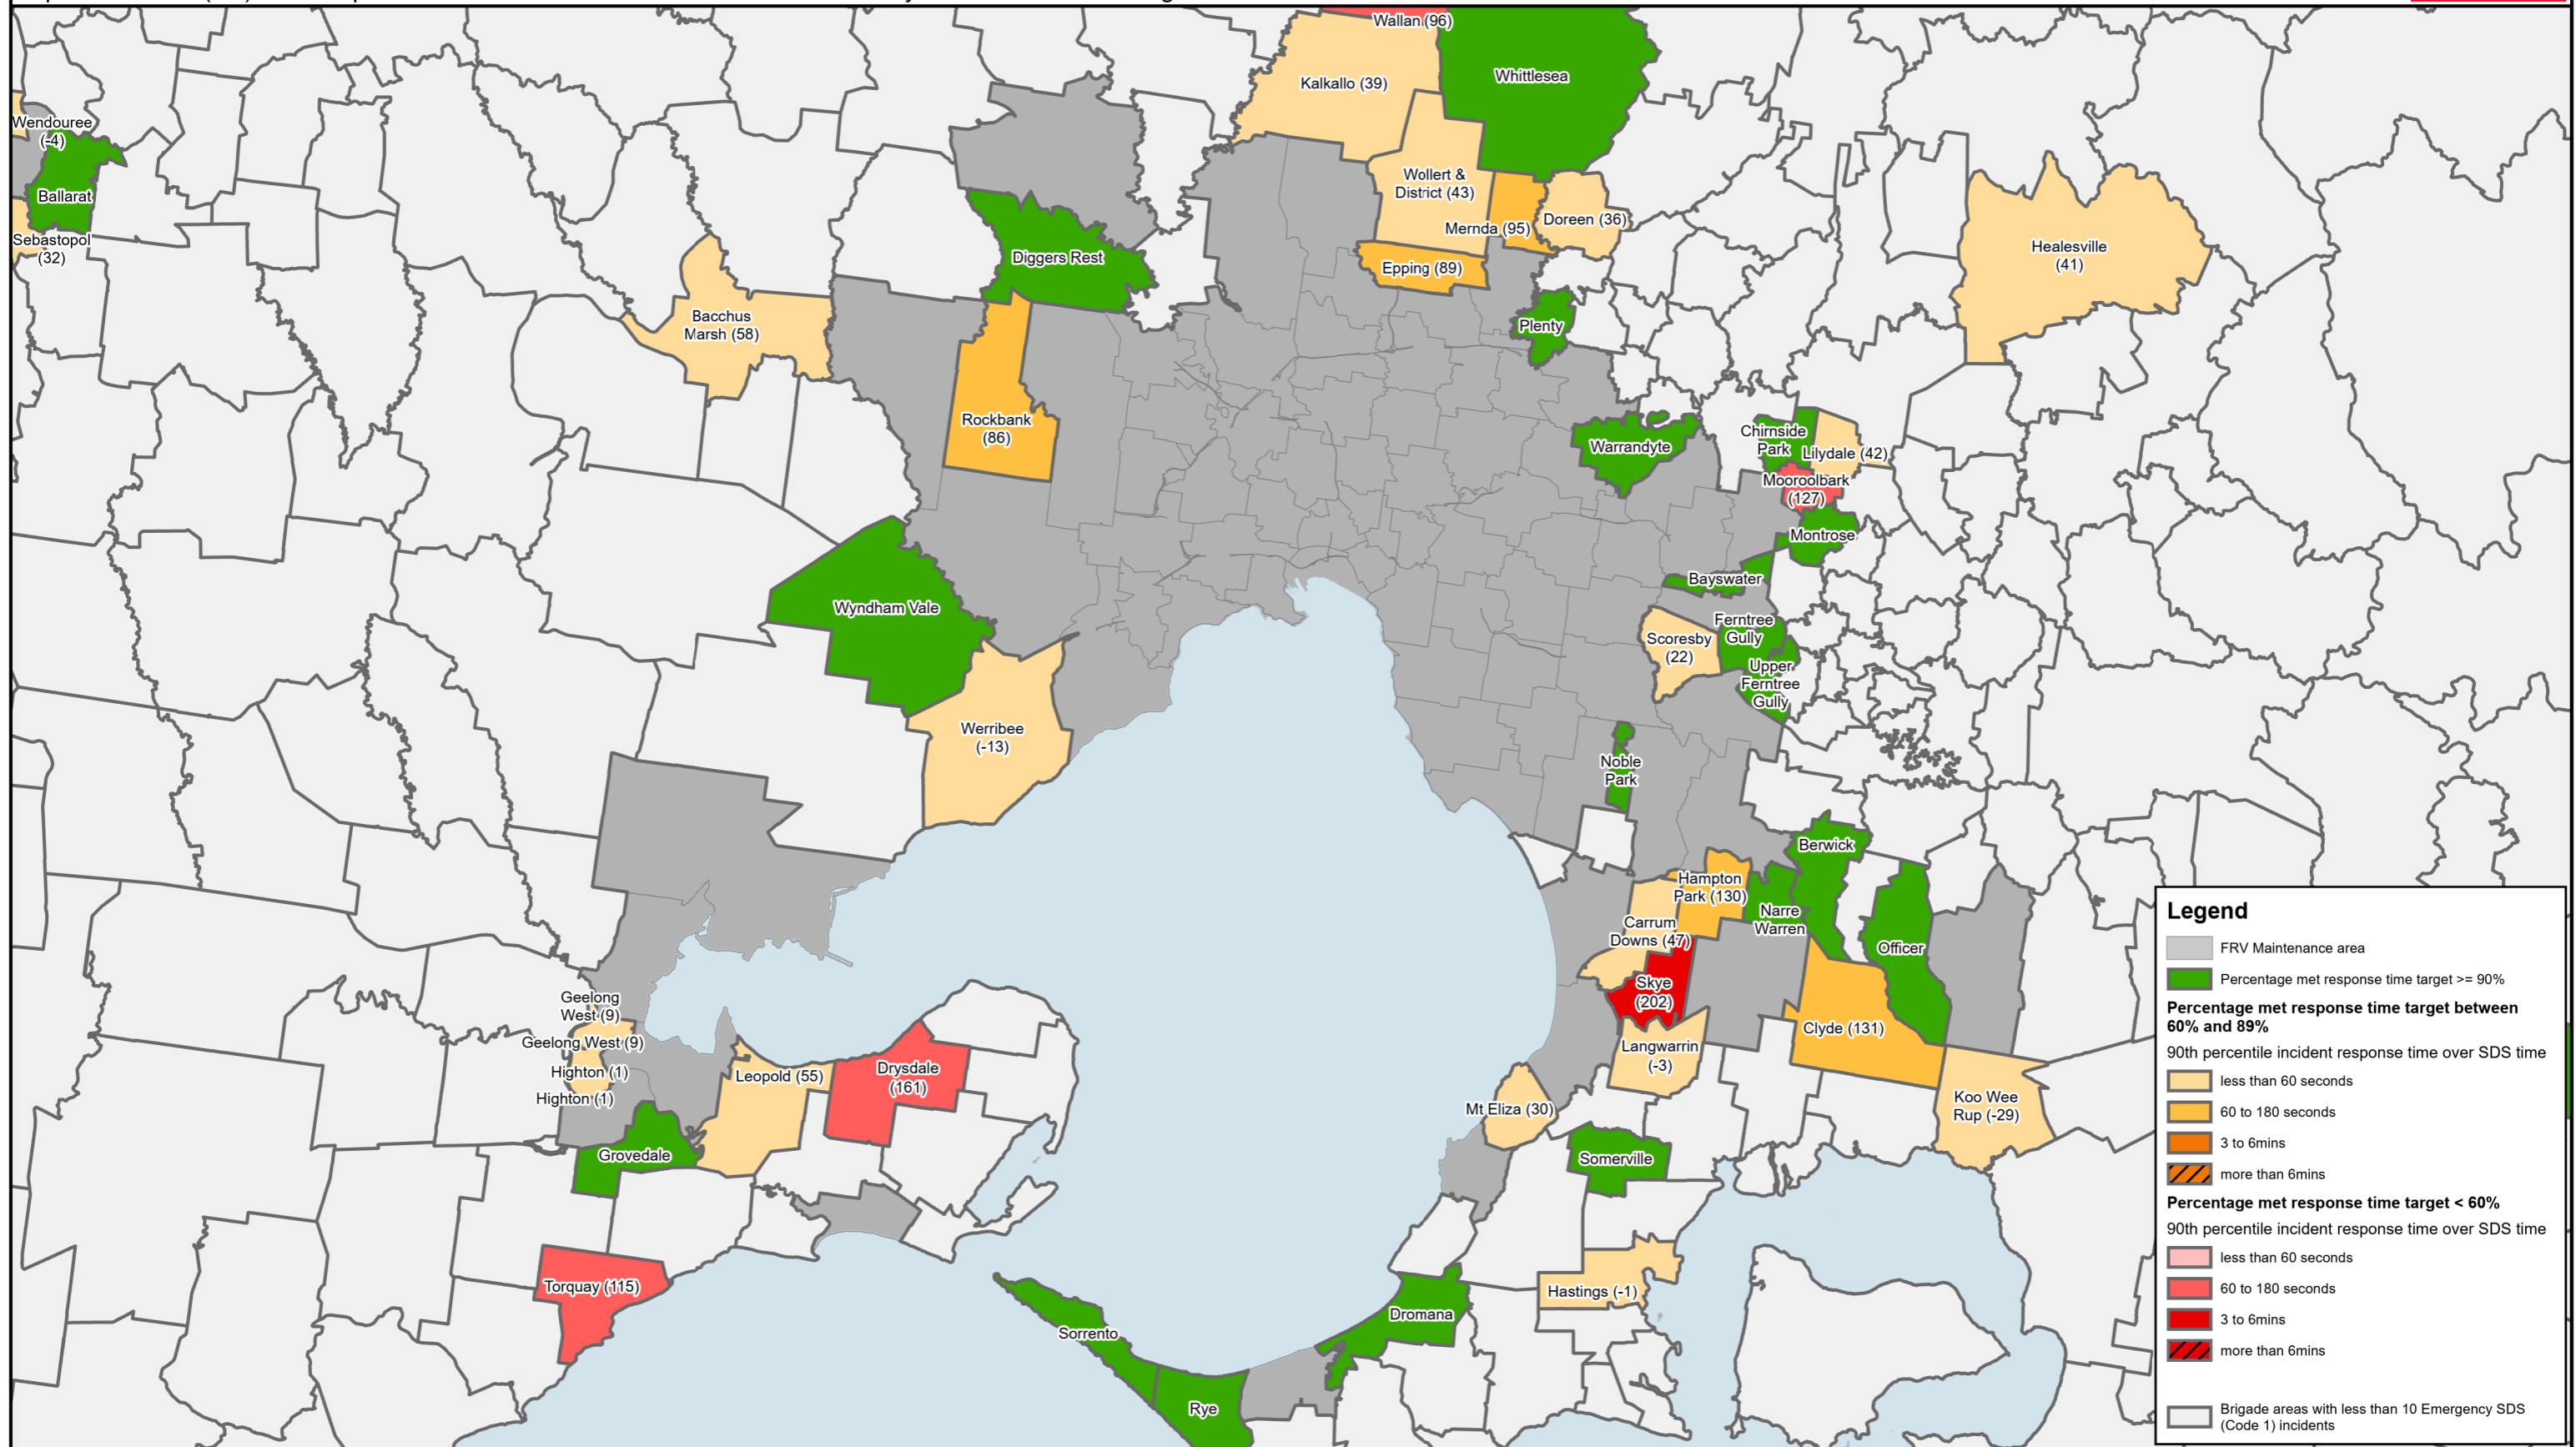 Wallan (96)
Kalkallo (39)
Whittlesea
Wendouree
(-4)
Ballarat
Sebastopol
(32)
Wollert &
District (43)
Mernda (95)
Doreen (36)
Diggers Rest
Epping (89)
Healesville
(41)
Bacchus
Marsh (58)
Plenty
Rockbank
(86)
Warrandyte
Chirnside
Park
Lilydale (42)
Mooroolbark
(127)
Montrose
Bayswater
Wyndham Vale
Ferntree
Gully
Scoresby
(22)
Upper
Ferntree
Gully
Werribee
(-13)
Noble
Park
Berwick
Hampton
Park (130)
Narre
Warren
Carrum
Downs (47)
Officer
Skye
(202)
Geelong
West (9)
Geelong West (9)
Clyde (131)
Langwarrin
(-3)
Highton (1)
Highton (1)
Leopold (55)
Drysdale
(161)
Mt Eliza (30)
Koo Wee
Rup (-29)
Grovedale
Somerville
Torquay (115)
Hastings (-1)
Dromana
Sorrento
Rye
Legend
FRV Maintenance area
Percentage met response time target >= 90%
Percentage met response time target between
60% and 89%
90th percentile incident response time over SDS time
less than 60 seconds
60 to 180 seconds
3 to 6mins
more than 6mins
Percentage met response time target < 60%
90th percentile incident response time over SDS time
less than 60 seconds
60 to 180 seconds
3 to 6mins
more than 6mins
Brigade areas with less than 10 Emergency SDS
(Code 1) incidents